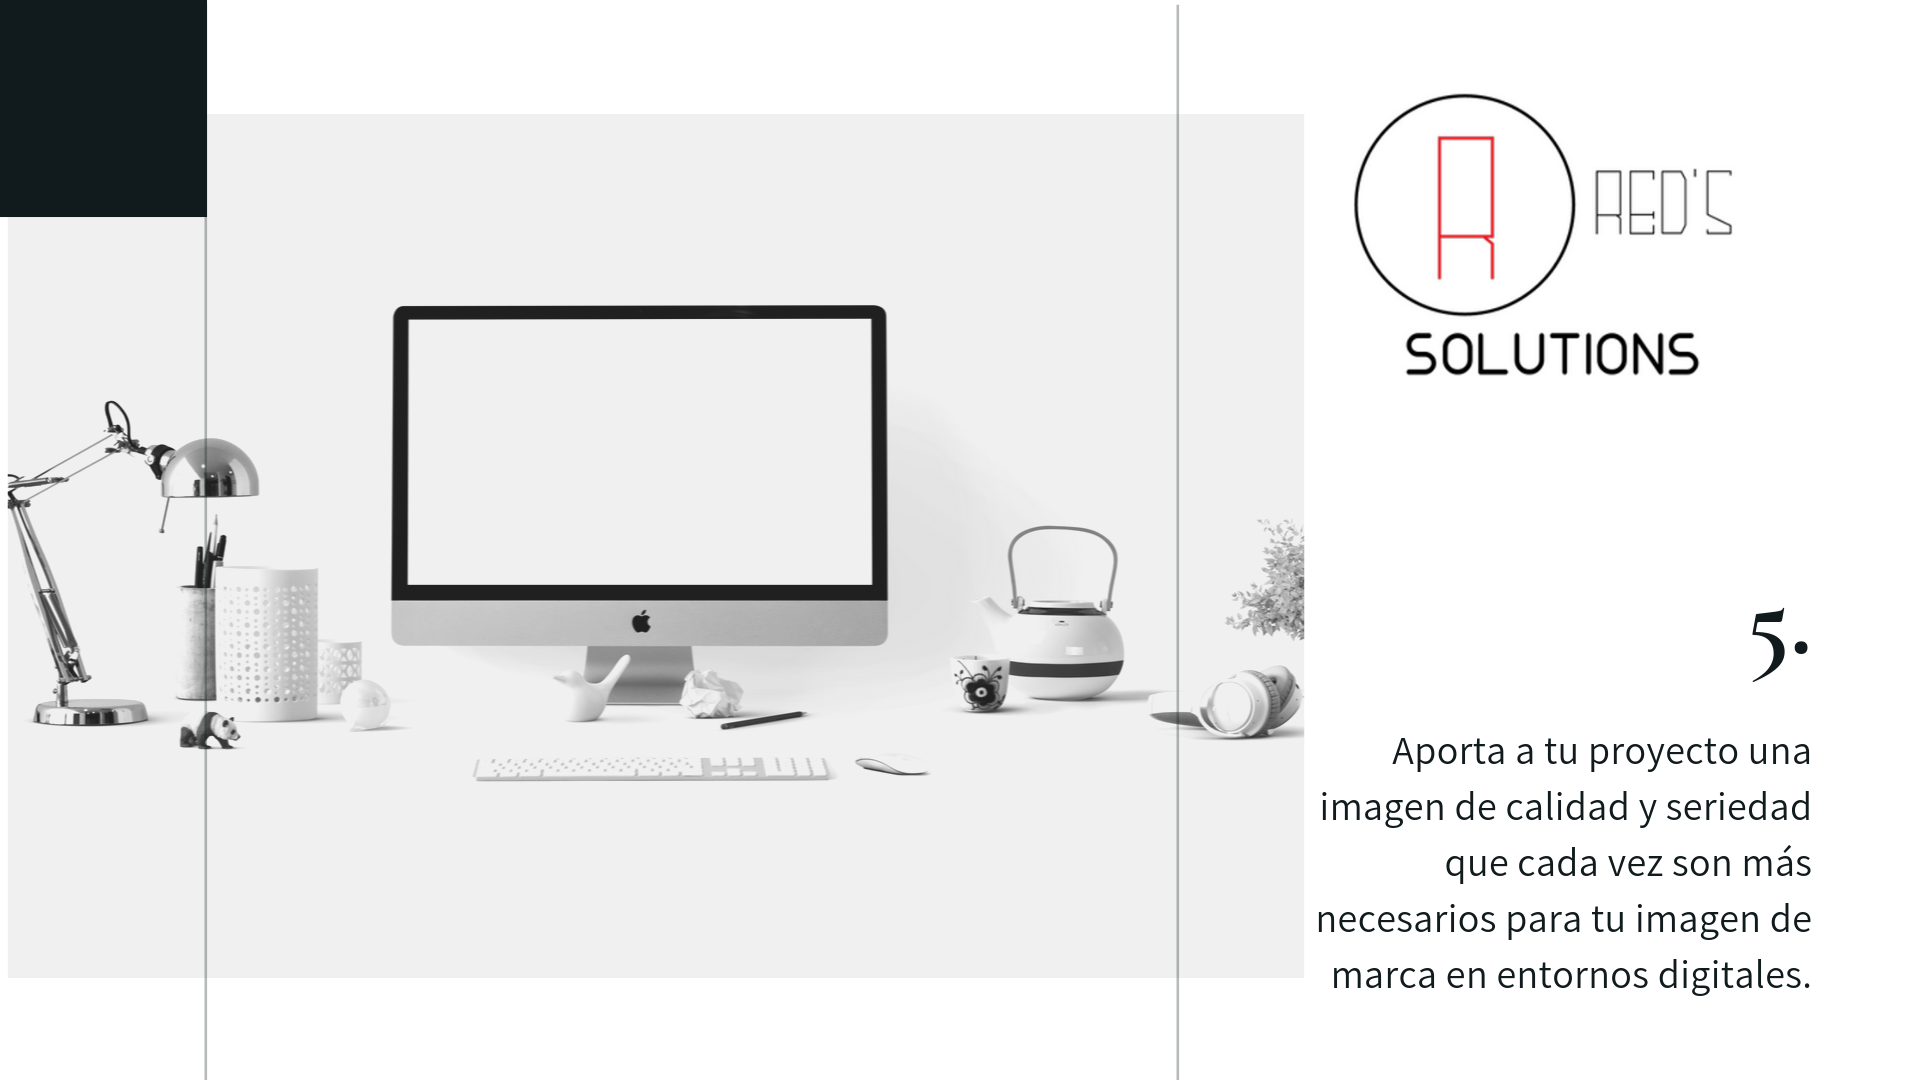 R
RED'S
SOLUTIONS
5.
Aporta a tu proyecto una
imagen de calidad y seriedad
que cada vez son más
necesarios para tu imagen de
marca en entornos digitales.